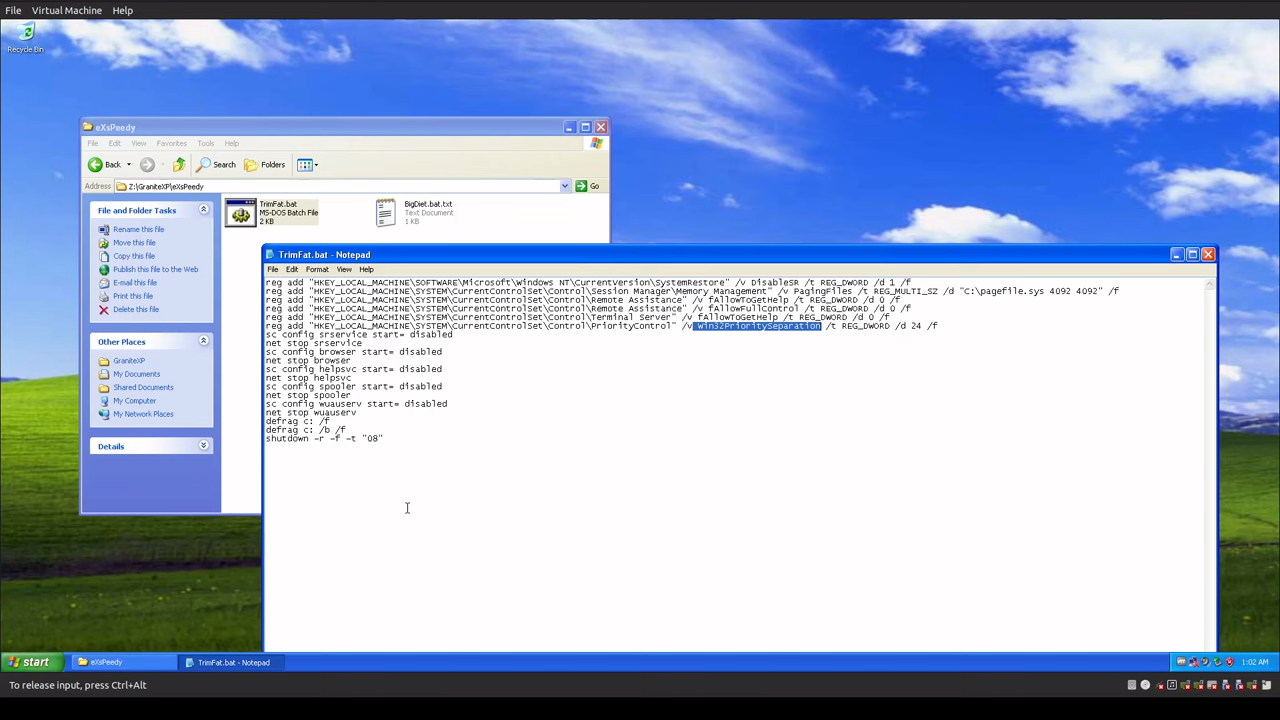 File Virtual Machine Help
Recycle Bin
eXsPeedy
File Edit View Favorites Tools Help
Back Search Folders
Address Z:\GraniteXP\eXsPeedy Go
File and Folder Tasks
Rename this file
Move this file
Copy this file
Publish this file to the Web
E-mail this file
Print this file
Delete this file
Other Places
GraniteXP
My Documents
Shared Documents
My Computer
My Network Places
Details
TrimFat.bat
MS-DOS Batch File
2 KB
BigDiet.bat.txt
Text Document
1 KB
TrimFat.bat - Notepad
File Edit Format View Help
reg add "HKEY_LOCAL_MACHINE\SOFTWARE\Microsoft\Windows NT\CurrentVersion\SystemRestore" /v DisableSR /t REG_DWORD /d 1 /f
reg add "HKEY_LOCAL_MACHINE\SYSTEM\CurrentControlSet\Control\Session Manager\Memory Management" /v PagingFiles /t REG_MULTI_SZ /d "C:\pagefile.sys 4092 4092" /f
reg add "HKEY_LOCAL_MACHINE\SYSTEM\CurrentControlSet\Control\Remote Assistance" /v fAllowToGetHelp /t REG_DWORD /d 0 /f
reg add "HKEY_LOCAL_MACHINE\SYSTEM\CurrentControlSet\Control\Remote Assistance" /v fAllowFullControl /t REG_DWORD /d 0 /f
reg add "HKEY_LOCAL_MACHINE\SYSTEM\CurrentControlSet\Control\Terminal Server" /v fAllowToGetHelp /t REG_DWORD /d 0 /f
reg add "HKEY_LOCAL_MACHINE\SYSTEM\CurrentControlSet\Control\PriorityControl" /v Win32PrioritySeparation /t REG_DWORD /d 24 /f
sc config srservice start= disabled
net stop srservice
sc config browser start= disabled
net stop browser
sc config helpsvc start= disabled
net stop helpsvc
sc config spooler start= disabled
net stop spooler
sc config wuauserv start= disabled
net stop wuauserv
defrag c: /f
defrag c: /b /f
shutdown -r -f -t "08"
start eXsPeedy TrimFat.bat - Notepad 1:02 AM
To release input, press Ctrl+Alt